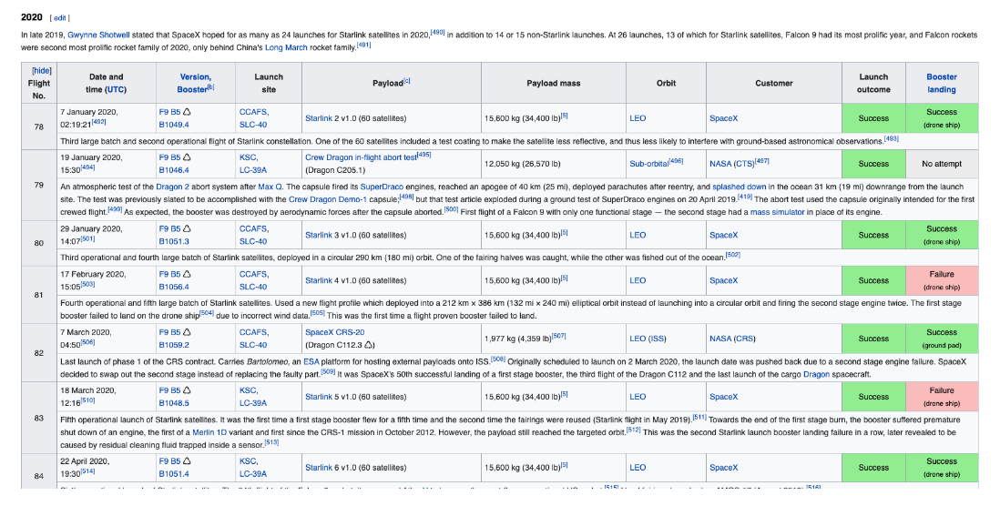 2020 [ edit ]
In late 2019, Gwynne Shotwell stated that SpaceX hoped for as many as 24 launches for Starlink satellites in 2020,[490] in addition to 14 or 15 non-Starlink launches. At 26 launches, 13 of which for Starlink satellites, Falcon 9 had its most prolific year, and Falcon rockets
were second most prolific rocket family of 2020, only behind China's Long March rocket family.[491]
[hide] Flight No. Date and time (UTC) Version, Booster[b] Launch site Payload[c] Payload mass Orbit Customer Launch outcome Booster landing
78 7 January 2020, 02:19:21[492] F9 B5 ♺ B1049.4 CCAFS, SLC-40 Starlink 2 v1.0 (60 satellites) 15,600 kg (34,400 lb)[5] LEO SpaceX Success Success (drone ship)
Third large batch and second operational flight of Starlink constellation. One of the 60 satellites included a test coating to make the satellite less reflective, and thus less likely to interfere with ground-based astronomical observations.[493]
79 19 January 2020, 15:30[494] F9 B5 ♺ B1046.4 KSC, LC-39A Crew Dragon in-flight abort test[495] (Dragon C205.1) 12,050 kg (26,570 lb) Sub-orbital[496] NASA (CTS)[497] Success No attempt
An atmospheric test of the Dragon 2 abort system after Max Q. The capsule fired its SuperDraco engines, reached an apogee of 40 km (25 mi), deployed parachutes after reentry, and splashed down in the ocean 31 km (19 mi) downrange from the launch
site. The test was previously slated to be accomplished with the Crew Dragon Demo-1 capsule;[498] but that test article exploded during a ground test of SuperDraco engines on 20 April 2019.[419] The abort test used the capsule originally intended for the first
crewed flight.[499] As expected, the booster was destroyed by aerodynamic forces after the capsule aborted.[500] First flight of a Falcon 9 with only one functional stage — the second stage had a mass simulator in place of its engine.
80 29 January 2020, 14:07[501] F9 B5 ♺ B1051.3 CCAFS, SLC-40 Starlink 3 v1.0 (60 satellites) 15,600 kg (34,400 lb)[5] LEO SpaceX Success Success (drone ship)
Third operational and fourth large batch of Starlink satellites, deployed in a circular 290 km (180 mi) orbit. One of the fairing halves was caught, while the other was fished out of the ocean.[502]
81 17 February 2020, 15:05[503] F9 B5 ♺ B1056.4 CCAFS, SLC-40 Starlink 4 v1.0 (60 satellites) 15,600 kg (34,400 lb)[5] LEO SpaceX Success Failure (drone ship)
Fourth operational and fifth large batch of Starlink satellites. Used a new flight profile which deployed into a 212 km × 386 km (132 mi × 240 mi) elliptical orbit instead of launching into a circular orbit and firing the second stage engine twice. The first stage
booster failed to land on the drone ship[504] due to incorrect wind data.[505] This was the first time a flight proven booster failed to land.
82 7 March 2020, 04:50[506] F9 B5 ♺ B1059.2 CCAFS, SLC-40 SpaceX CRS-20 (Dragon C112.3 ♺) 1,977 kg (4,359 lb)[507] LEO (ISS) NASA (CRS) Success Success (ground pad)
Last launch of phase 1 of the CRS contract. Carries Bartolomeo, an ESA platform for hosting external payloads onto ISS.[508] Originally scheduled to launch on 2 March 2020, the launch date was pushed back due to a second stage engine failure. SpaceX
decided to swap out the second stage instead of replacing the faulty part.[509] It was SpaceX's 50th successful landing of a first stage booster, the third flight of the Dragon C112 and the last launch of the cargo Dragon spacecraft.
83 18 March 2020, 12:16[510] F9 B5 ♺ B1048.5 KSC, LC-39A Starlink 5 v1.0 (60 satellites) 15,600 kg (34,400 lb)[5] LEO SpaceX Success Failure (drone ship)
Fifth operational launch of Starlink satellites. It was the first time a first stage booster flew for a fifth time and the second time the fairings were reused (Starlink flight in May 2019).[511] Towards the end of the first stage burn, the booster suffered premature
shut down of an engine, the first of a Merlin 1D variant and first since the CRS-1 mission in October 2012. However, the payload still reached the targeted orbit.[512] This was the second Starlink launch booster landing failure in a row, later revealed to be
caused by residual cleaning fluid trapped inside a sensor.[513]
84 22 April 2020, 19:30[514] F9 B5 ♺ B1051.4 KSC, LC-39A Starlink 6 v1.0 (60 satellites) 15,600 kg (34,400 lb)[5] LEO SpaceX Success Success (drone ship)